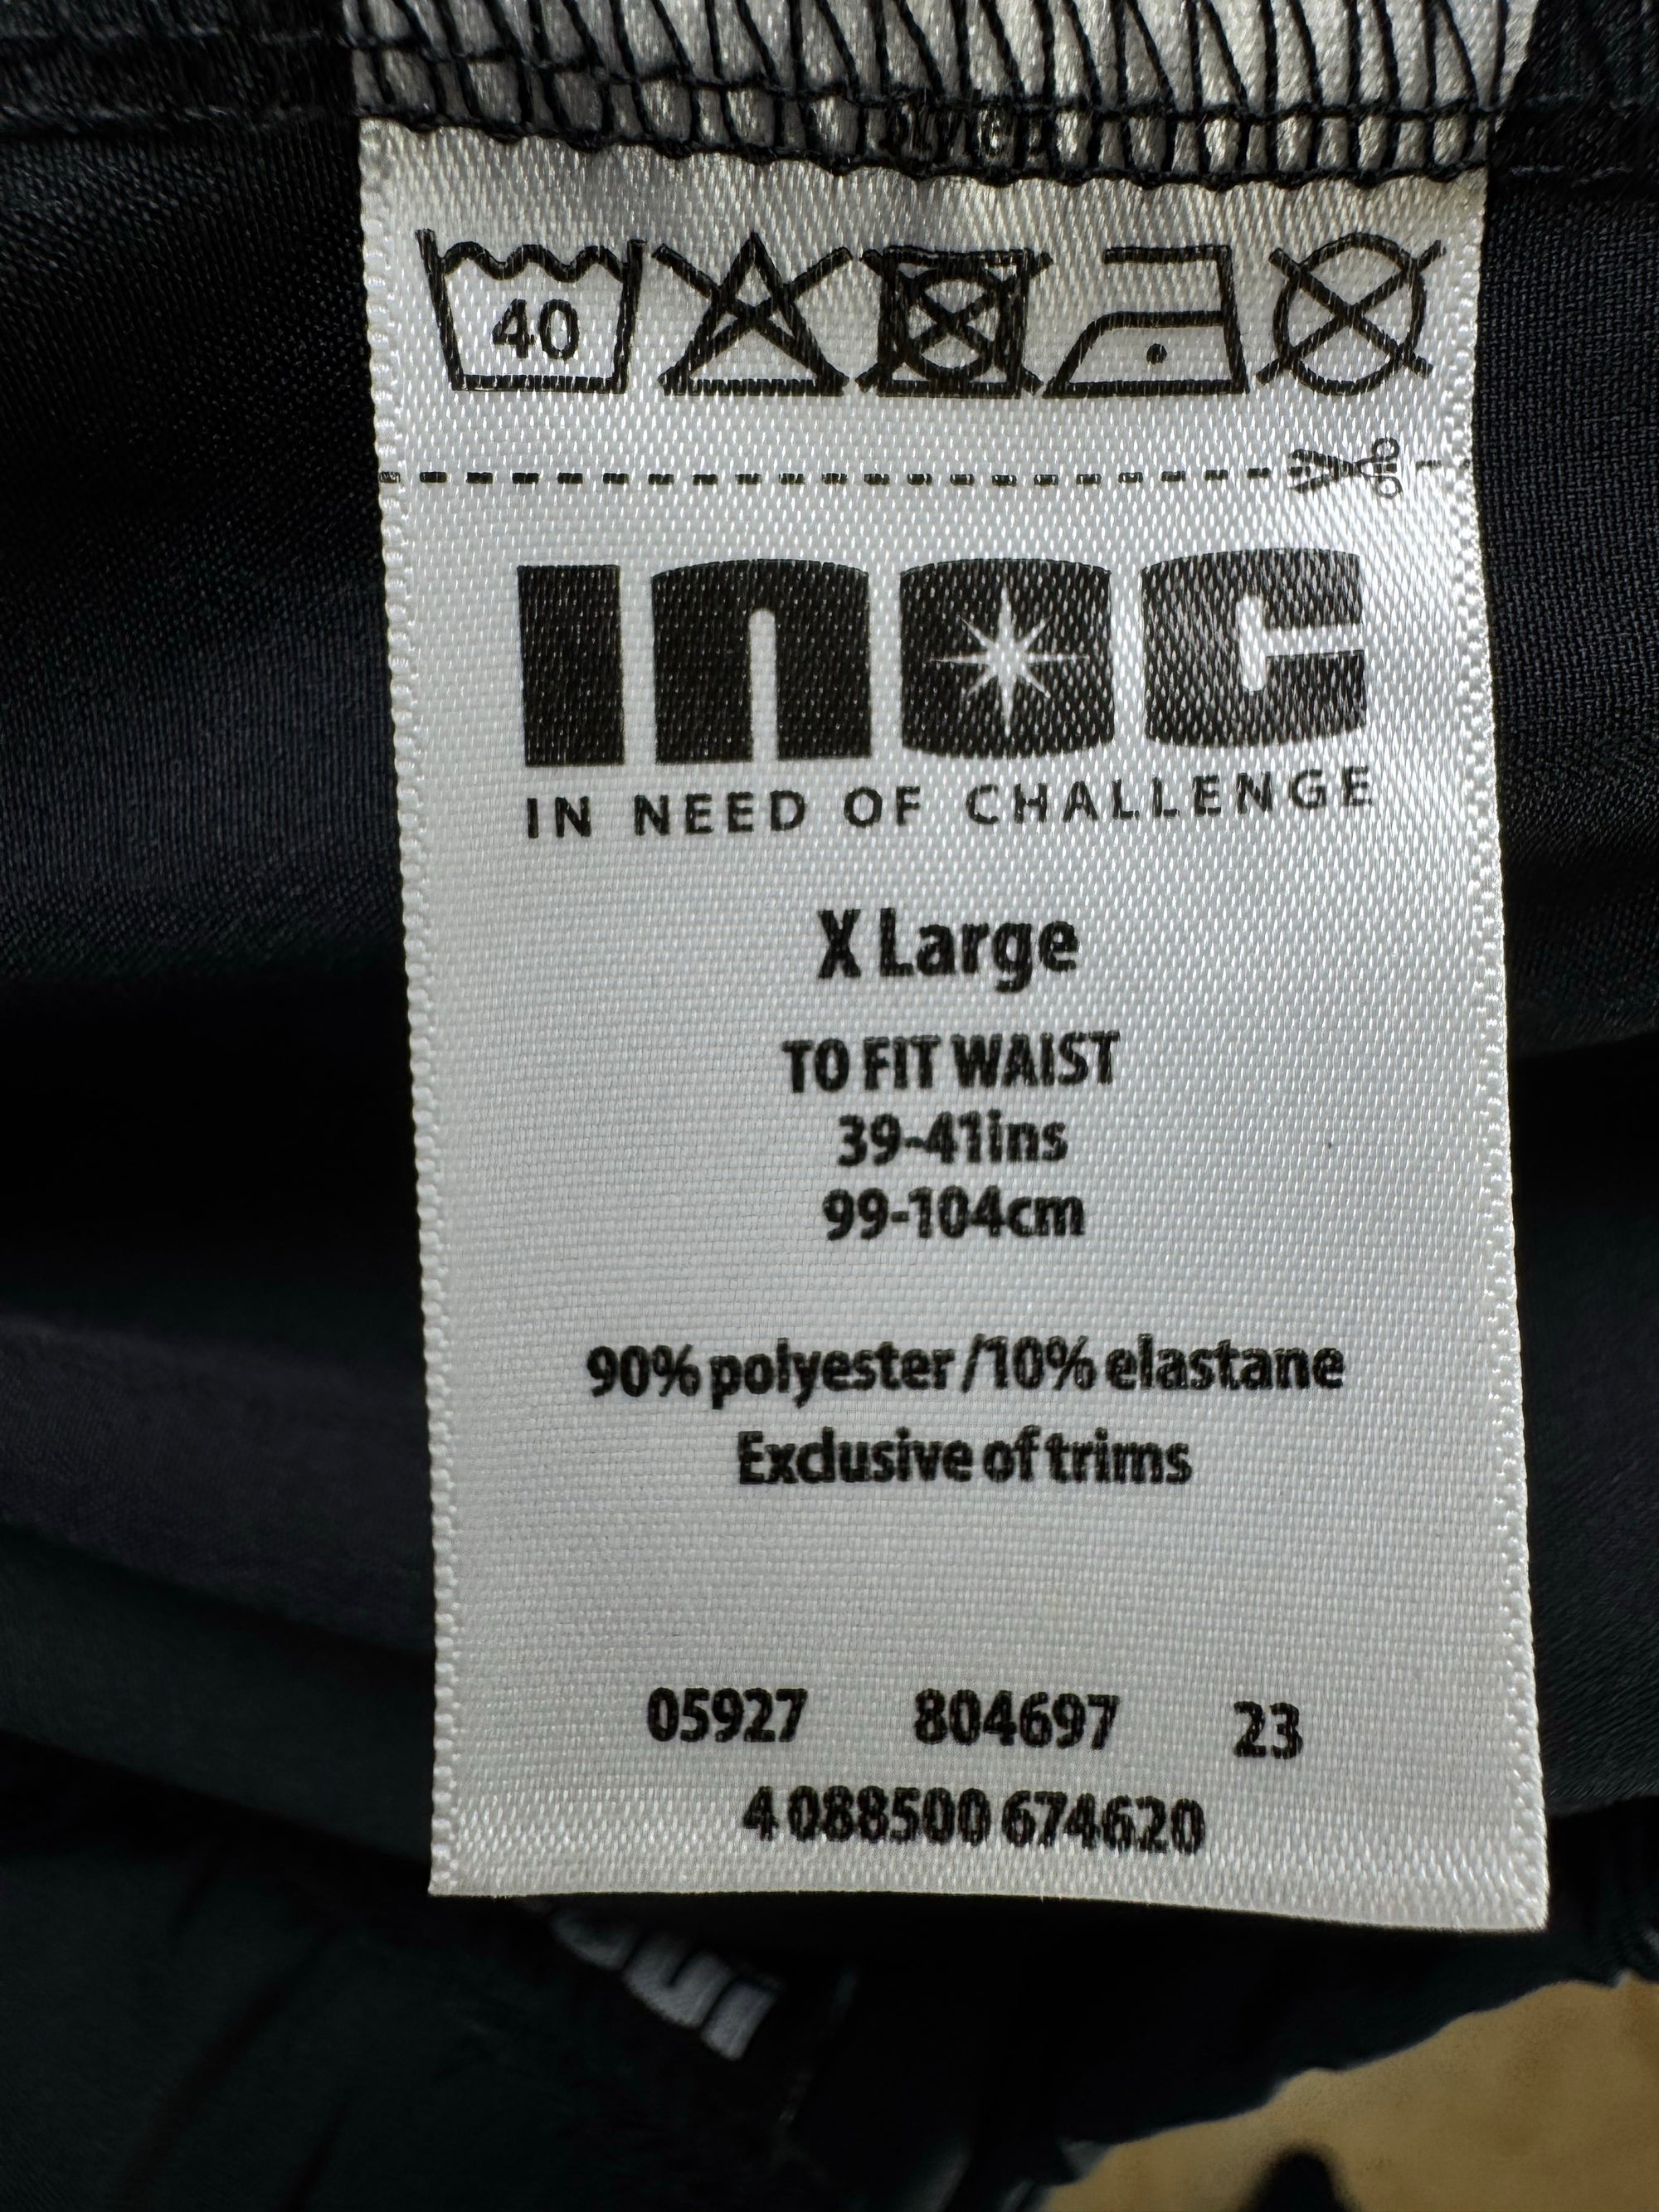 40
INOC
IN NEED OF CHALLENGE
X Large
TO FIT WAIST
39-41ins
99-104cm
90% polyester /10% elastane
Exclusive of trims
05927 804697 23
4 088500 674620